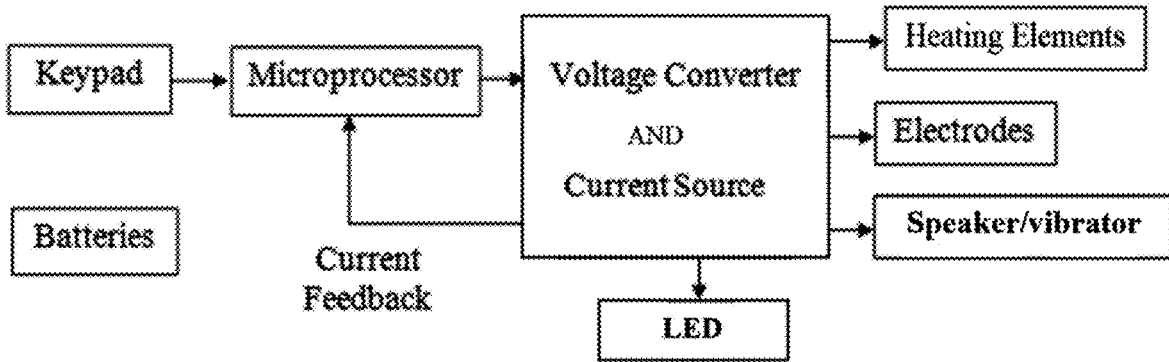 Keypad
Microprocessor
Voltage Converter
AND
Current Source
Heating Elements
Electrodes
Speaker/vibrator
Batteries
Current
Feedback
LED